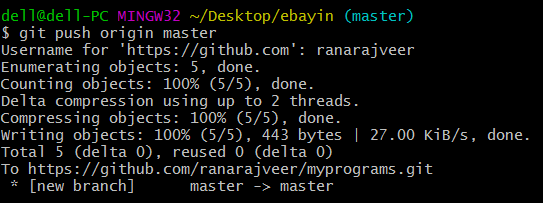 dell@dell-PC MINGW32 ~/Desktop/ebayin (master)
$ git push origin master
Username for 'https://github.com': ranarajveer
Enumerating objects: 5, done.
Counting objects: 100% (5/5), done.
Delta compression using up to 2 threads.
Compressing objects: 100% (5/5), done.
Writing objects: 100% (5/5), 443 bytes | 27.00 KiB/s, done.
Total 5 (delta 0), reused 0 (delta 0)
To https://github.com/ranarajveer/myprograms.git
 * [new branch]      master -> master